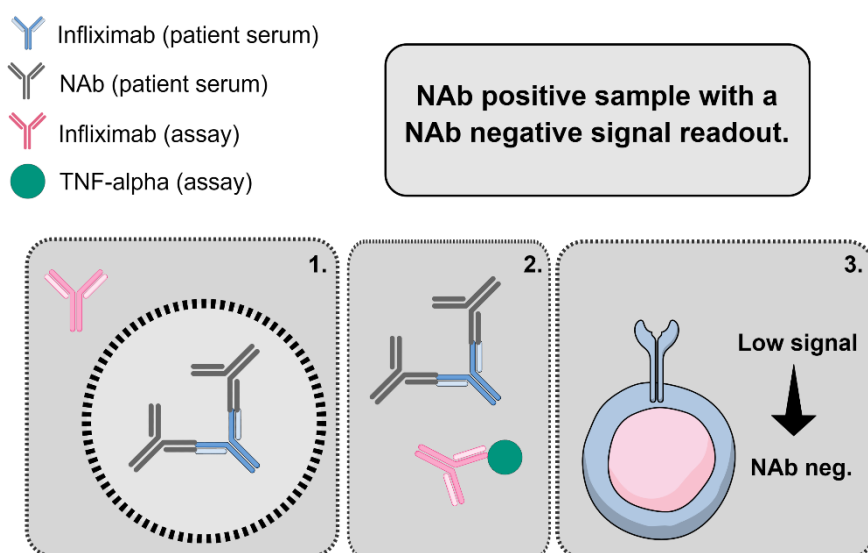 Infliximab (patient serum)
NAb (patient serum)
Infliximab (assay)
TNF-alpha (assay)
NAb positive sample with a
NAb negative signal readout.
1.
2.
3.
Low signal
NAb neg.